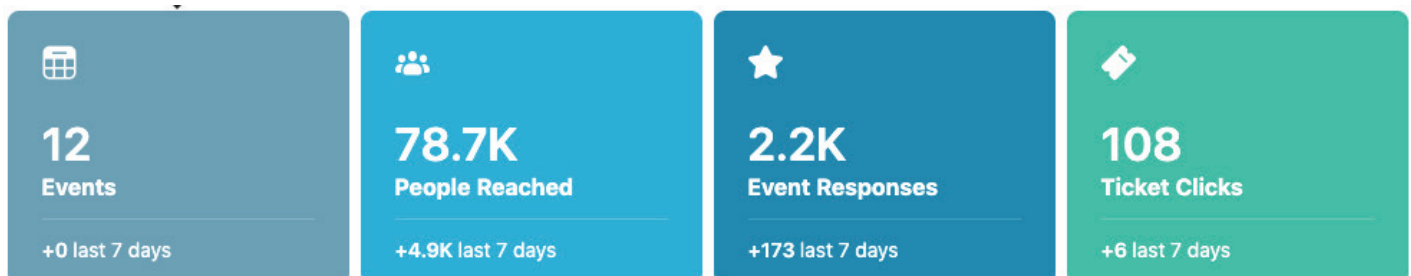 12
Events
+0 last 7 days
78.7K
People Reached
+4.9K last 7 days
2.2K
Event Responses
+173 last 7 days
108
Ticket Clicks
+6 last 7 days